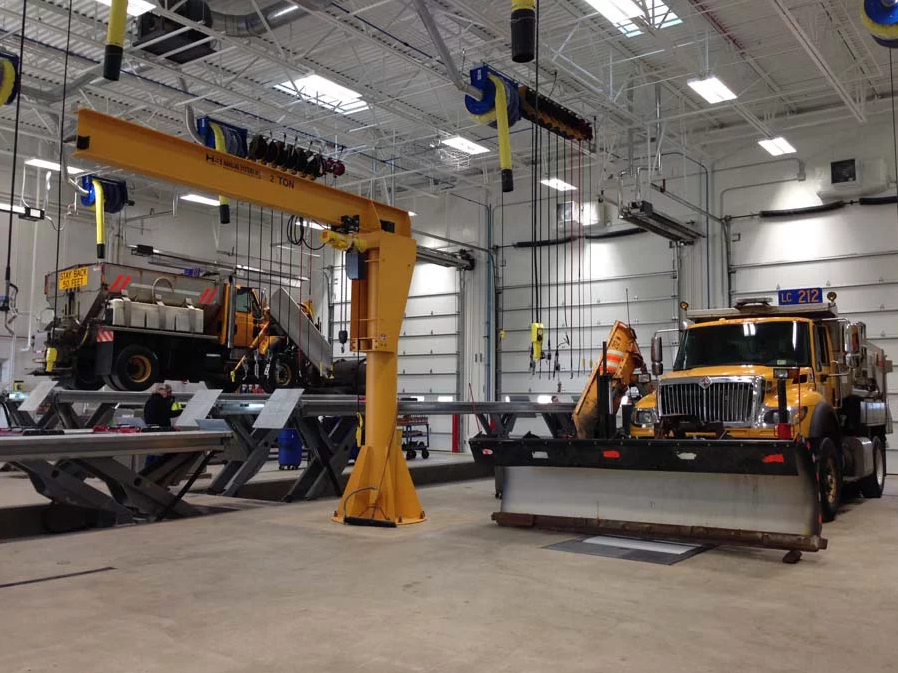 2 TON
STAY BACK
50 FEET
LC 212